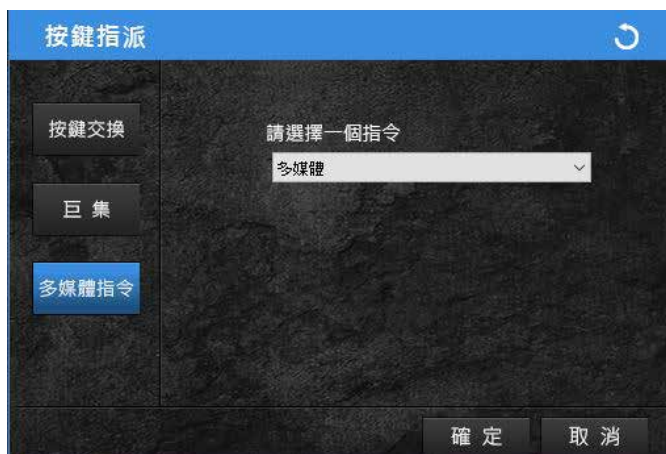 按鍵指派
按鍵交換
請選擇一個指令
多媒體
巨集
多媒體指令
確定
取消